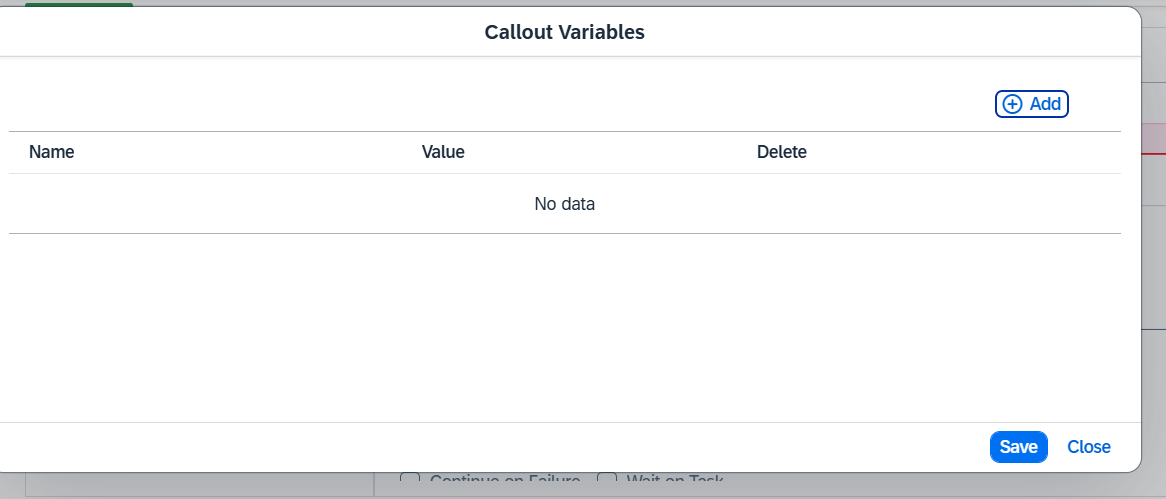 Callout Variables
Add
Name Value Delete
No data
Save Close
Continue on Failure Wait on Task